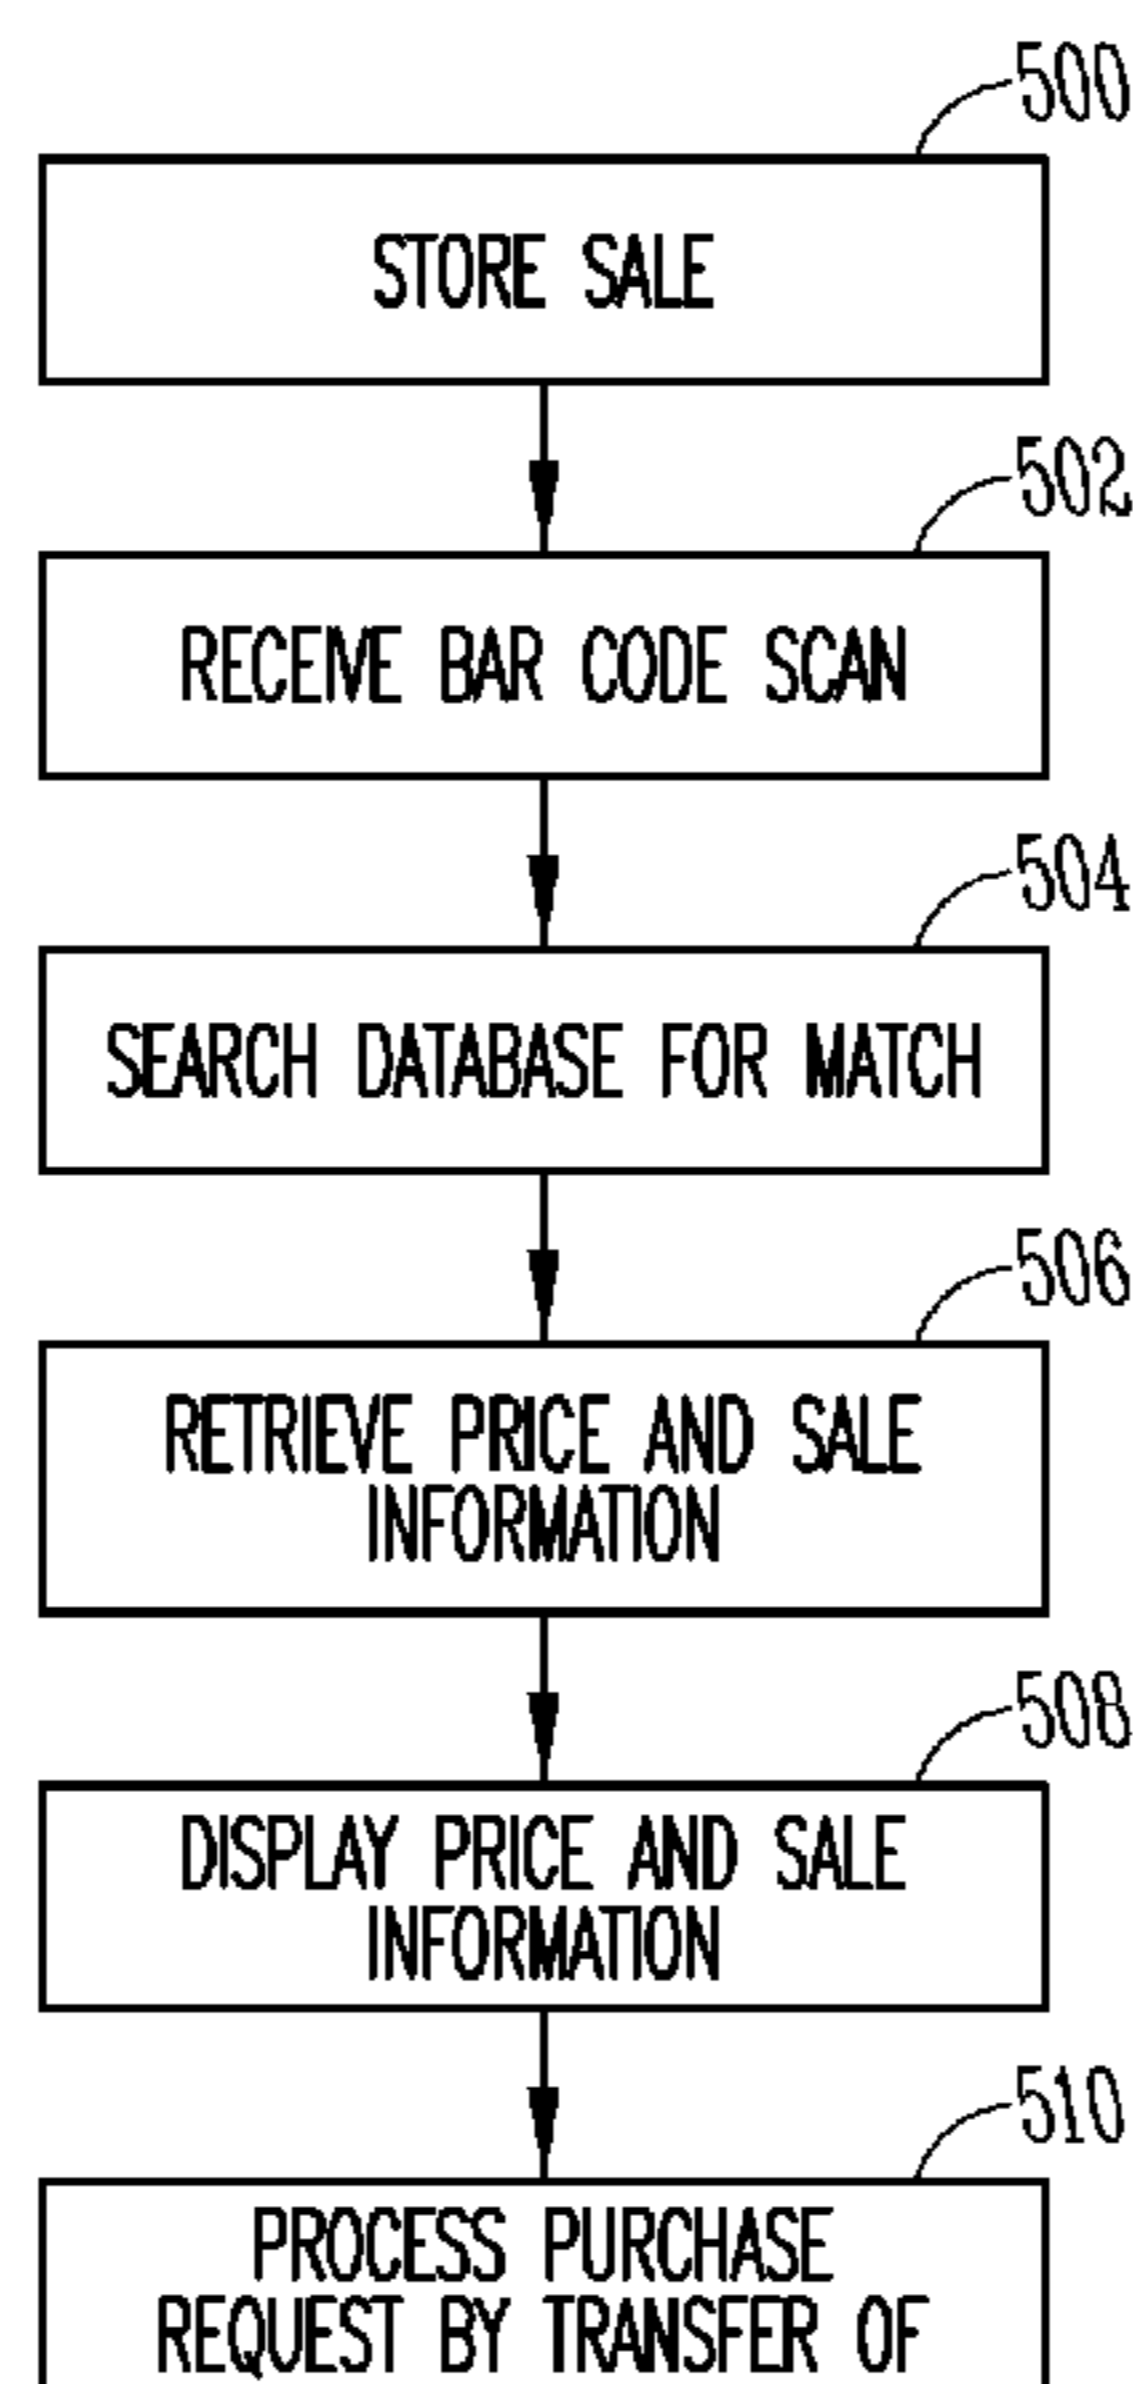 500
STORE SALE
502
RECEIVE BAR CODE SCAN
504
SEARCH DATABASE FOR MATCH
506
RETRIEVE PRICE AND SALE
INFORMATION
508
DISPLAY PRICE AND SALE
INFORMATION
510
PROCESS PURCHASE
REQUEST BY TRANSFER OF